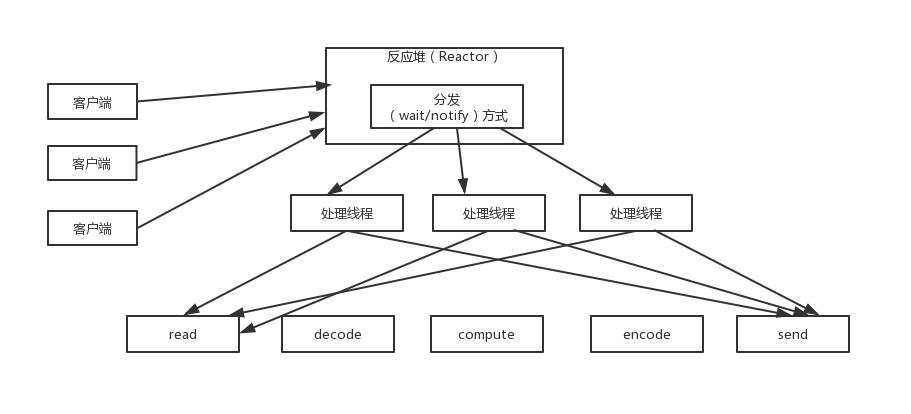 反应堆（Reactor）
客户端
分发
（wait/notify）方式
客户端
客户端
处理线程
处理线程
处理线程
read
decode
compute
encode
send